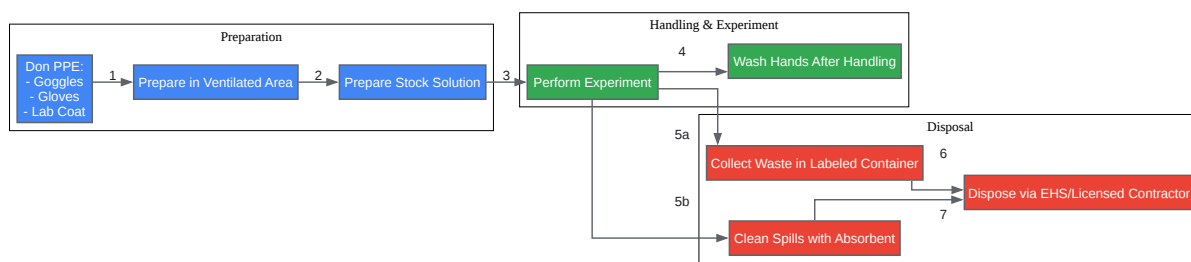 Preparation
Don PPE:
- Goggles
- Gloves
- Lab Coat
1
Prepare in Ventilated Area
2
Prepare Stock Solution
3
Handling & Experiment
Perform Experiment
4
Wash Hands After Handling
Disposal
5a
Collect Waste in Labeled Container
6
Dispose via EHS/Licensed Contractor
5b
7
Clean Spills with Absorbent